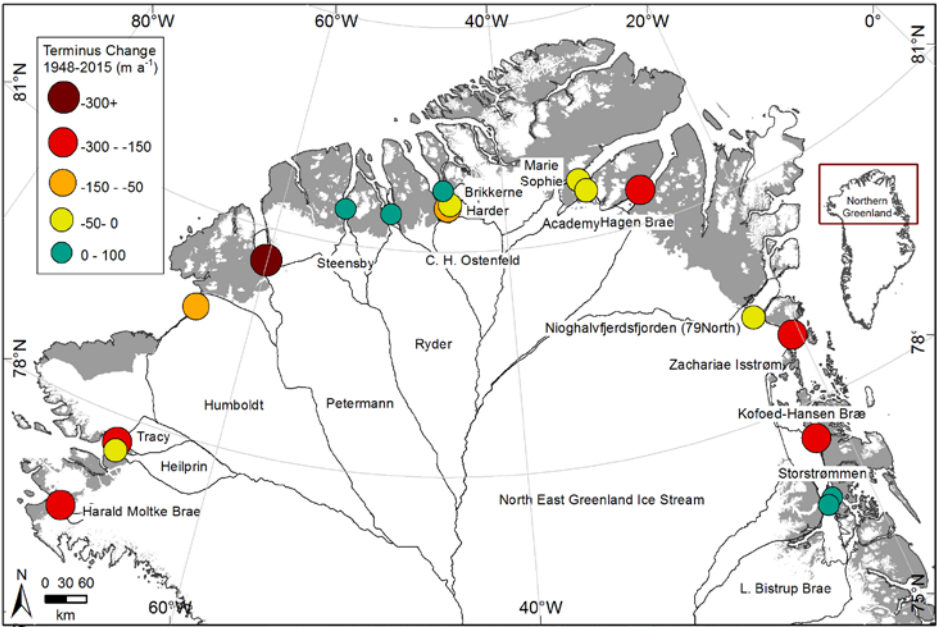 80°W
60°W
40°W
20°W
0°
81°N
81°N
Terminus Change
1948-2015 (m a⁻¹)
-300+
-300 - -150
-150 - -50
-50- 0
0 - 100
Northern
Greenland
Marie
Sophie
Brikkerne
Harder
Academy
Hagen Brae
Steensby
C. H. Ostenfeld
Nioghalvfjerdsfjorden (79North)
78°N
78°
Ryder
Zachariae Isstrøm
Humboldt
Petermann
Kofoed-Hansen Bræ
Tracy
Heilprin
Storstrømmen
North East Greenland Ice Stream
Harald Moltke Brae
L. Bistrup Brae
N
0 30 60
km
60°W
40°W
75°N